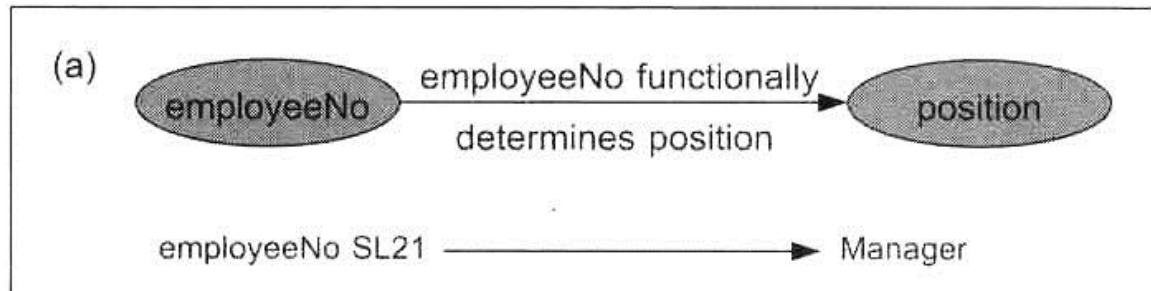 (a)
employeeNo
employeeNo functionally
determines position
position
employeeNo SL21
Manager